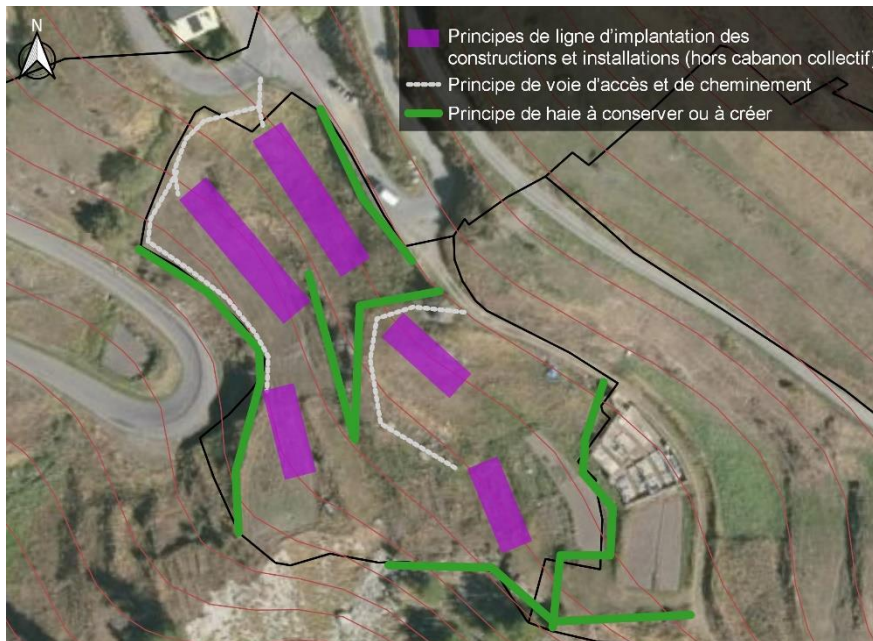 N
Principes de ligne d'implantation des
constructions et installations (hors cabanon collectif)
Principe de voie d'accès et de cheminement
Principe de haie à conserver ou à créer